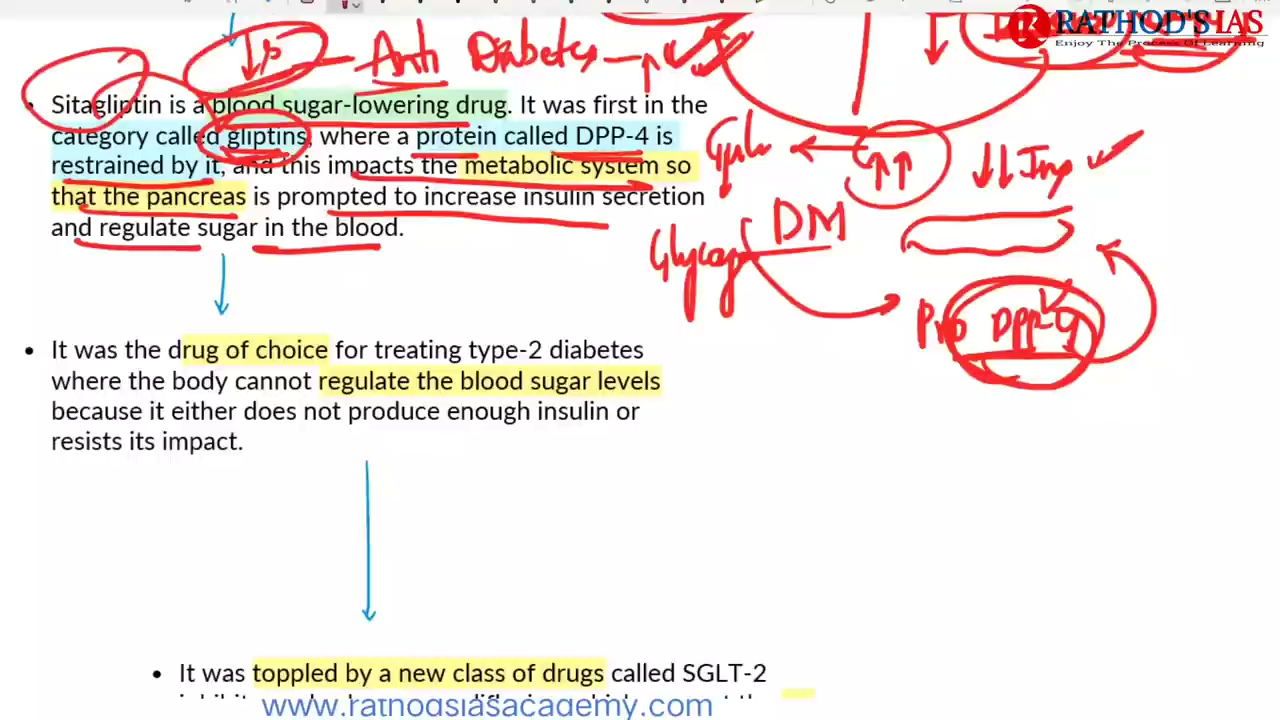 RATHOD'S IAS
Enjoy The Process Of Learning
Anti Diabetes
• Sitagliptin is a blood sugar-lowering drug. It was first in the
category called gliptins, where a protein called DPP-4 is
restrained by it, and this impacts the metabolic system so
that the pancreas is prompted to increase insulin secretion
and regulate sugar in the blood.
DM
DPP-4
• It was the drug of choice for treating type-2 diabetes
where the body cannot regulate the blood sugar levels
because it either does not produce enough insulin or
resists its impact.
• It was toppled by a new class of drugs called SGLT-2
www.rathodsiasacademy.com